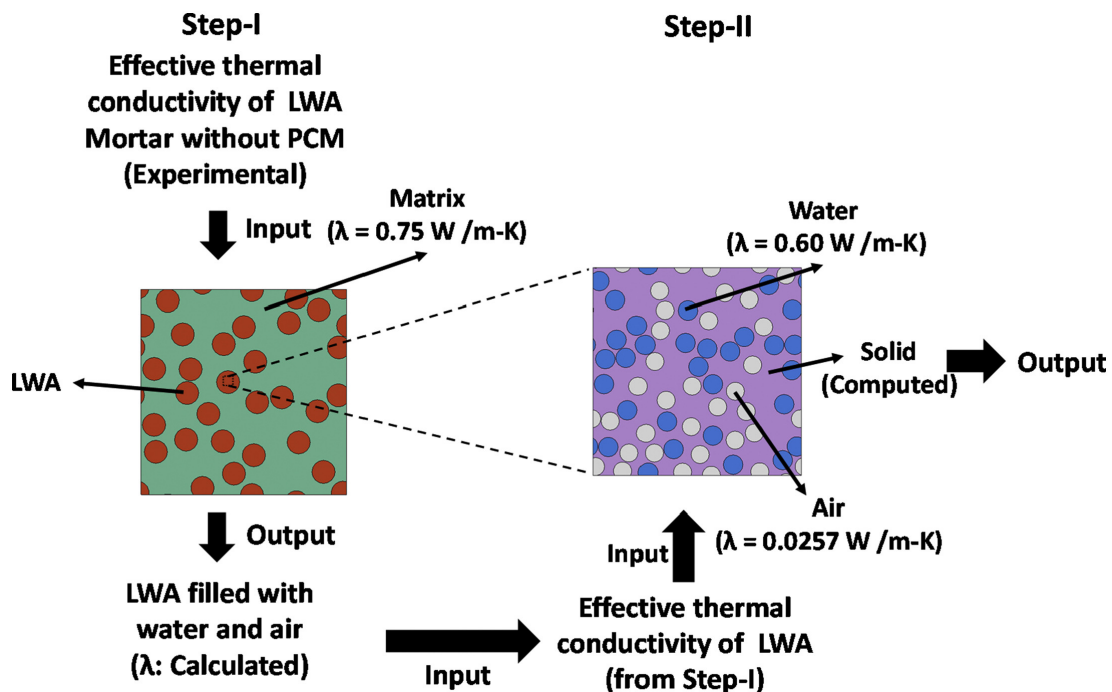 Step-I
Effective thermal
conductivity of LWA
Mortar without PCM
(Experimental)
Input
Matrix
(λ = 0.75 W /m-K)
LWA
Output
LWA filled with
water and air
(λ: Calculated)
Input
Step-II
Water
(λ = 0.60 W /m-K)
Solid
(Computed)
Output
Air
(λ = 0.0257 W /m-K)
Input
Effective thermal
conductivity of LWA
(from Step-I)